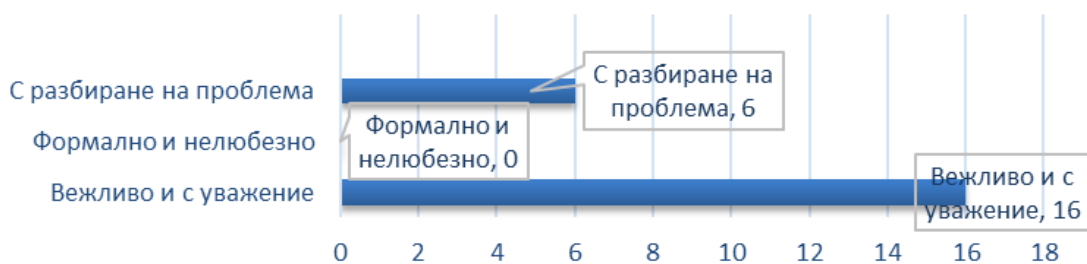 С разбиране на проблема
С разбиране на
проблема, 6
Формално и нелюбезно
Формално и
нелюбезно, 0
Вежливо и с уважение
Вежливо и с
уважение, 16
0 2 4 6 8 10 12 14 16 18